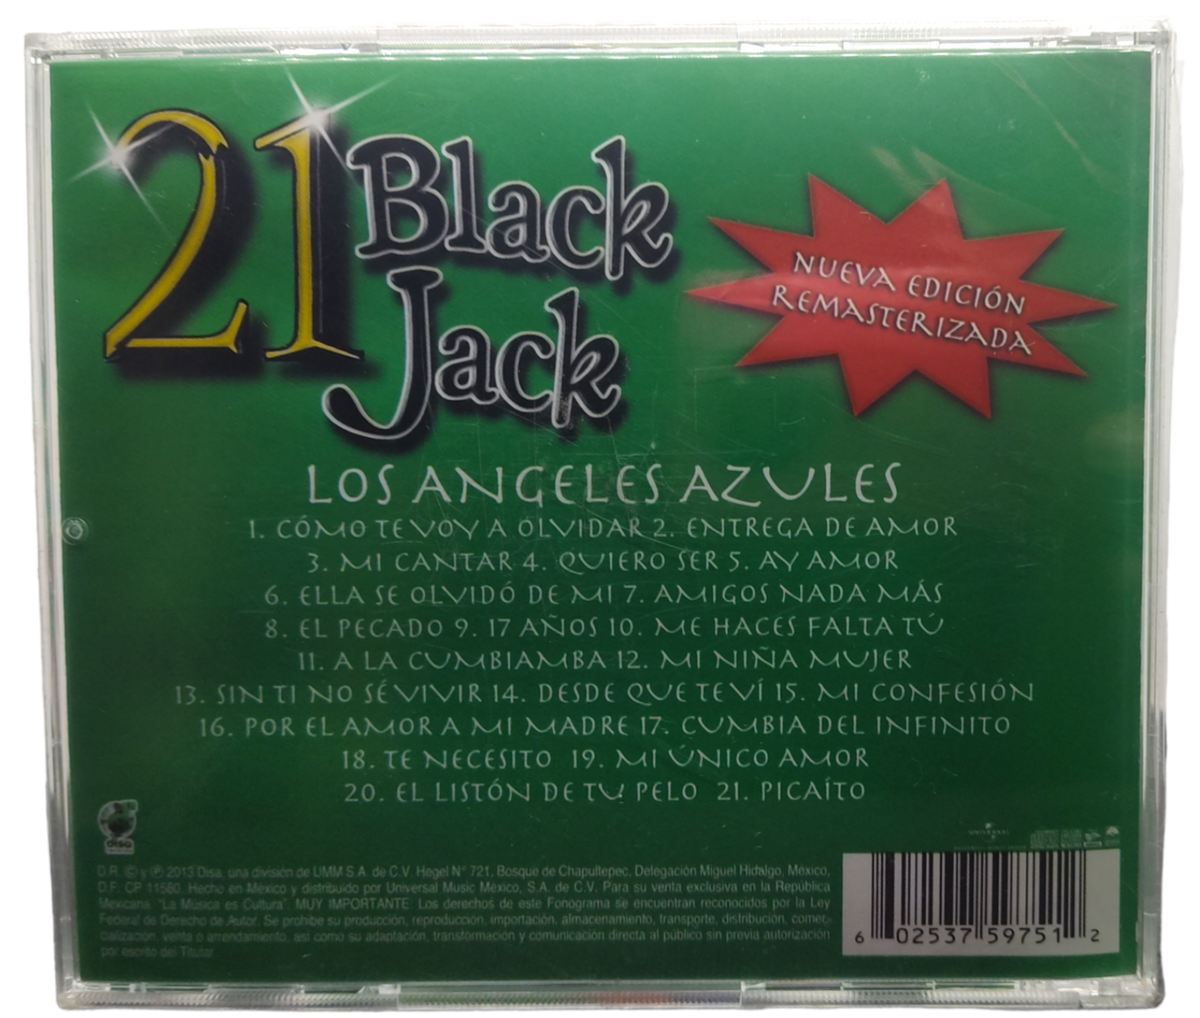 21 Black
Jack
NUEVA EDICIÓN
REMASTERIZADA
LOS ANGELES AZULES
1. CÓMO TE VOY A OLVIDAR 2. ENTREGA DE AMOR
3. MI CANTAR 4. QUIERO SER 5. AY AMOR
6. ELLA SE OLVIDÓ DE MI 7. AMIGOS NADA MÁS
8. EL PECADO 9. 17 AÑOS 10. ME HACES FALTA TÚ
11. A LA CUMBIAMBA 12. MI NIÑA MUJER
13. SIN TI NO SÉ VIVIR 14. DESDE QUE TE VÍ 15. MI CONFESIÓN
16. POR EL AMOR A MI MADRE 17. CUMBIA DEL INFINITO
18. TE NECESITO 19. MI ÚNICO AMOR
20. EL LISTÓN DE TU PELO 21. PICAÍTO
DISA
UNIVERSAL
D.R. © y ℗ 2013 Disa, una división de UMM S.A. de C.V. Hegel N° 721, Bosque de Chapultepec, Delegación Miguel Hidalgo, México,
D.F. CP 11580. Hecho en México y distribuido por Universal Music México, S.A. de C.V. Para su venta exclusiva en la República
Mexicana. "La Música es Cultura". MUY IMPORTANTE: Los derechos de este Fonograma se encuentran reconocidos por la Ley
Federal de Derecho de Autor. Se prohibe su producción, reproducción, importación, almacenamiento, transporte, distribución, comer-
cialización, venta o arrendamiento, así como su adaptación, transformación y comunicación directa al público sin previa autorización
por escrito del Titular.
6 02537 59751 2